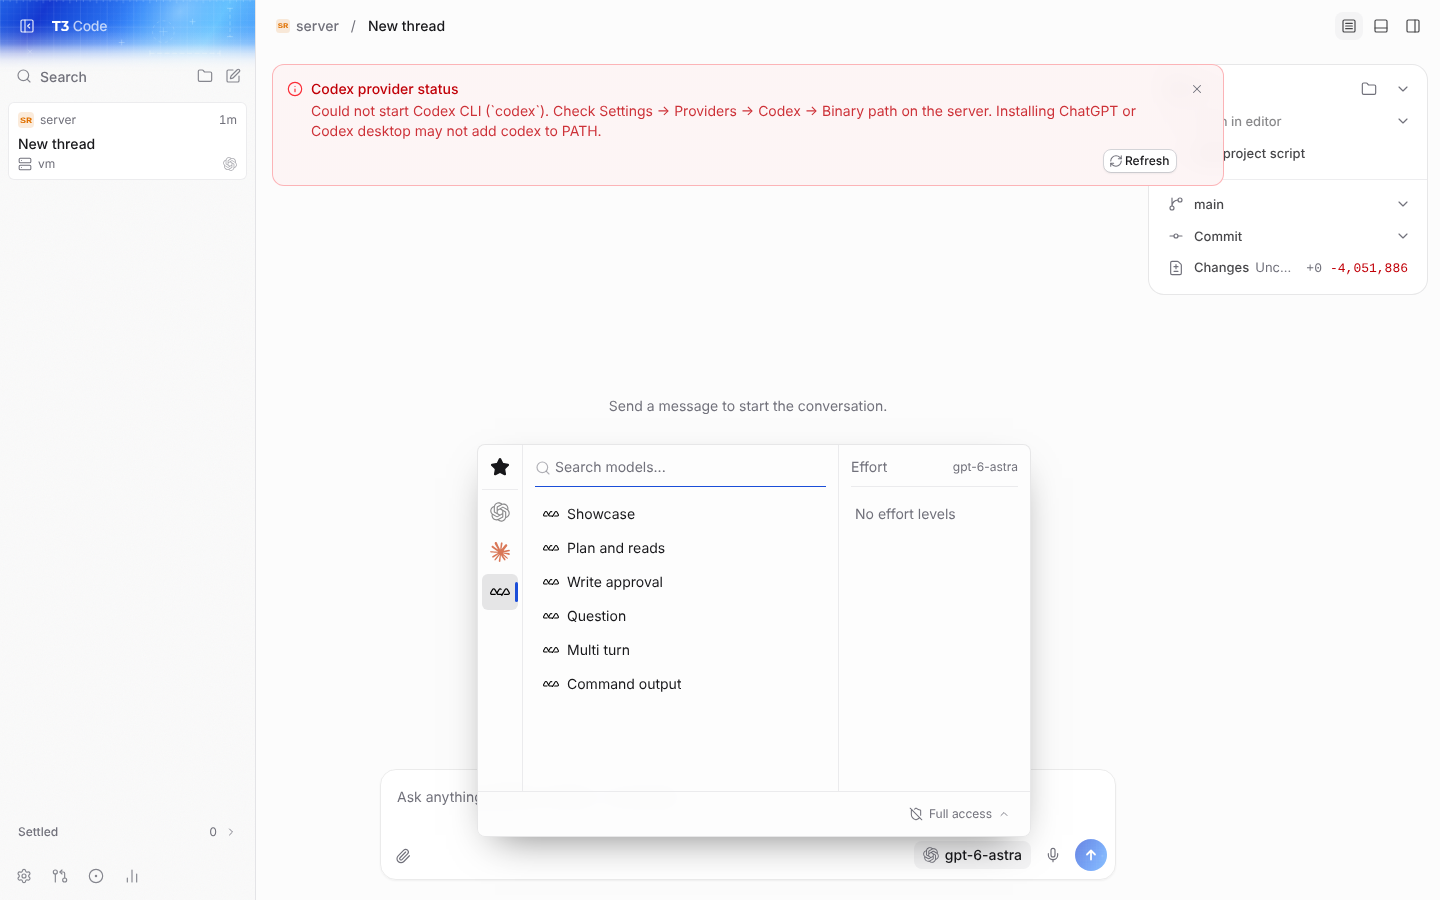 T3 Code
Search
SR server 1m
New thread
vm
Settled 0
SR server / New thread
Codex provider status
Could not start Codex CLI (`codex`). Check Settings → Providers → Codex → Binary path on the server. Installing ChatGPT or
Codex desktop may not add codex to PATH.
Refresh
in editor
project script
main
Commit
Changes Unc... +0 -4,051,886
Send a message to start the conversation.
Search models...
Showcase
Plan and reads
Write approval
Question
Multi turn
Command output
Effort gpt-6-astra
No effort levels
Full access
Ask anything
gpt-6-astra